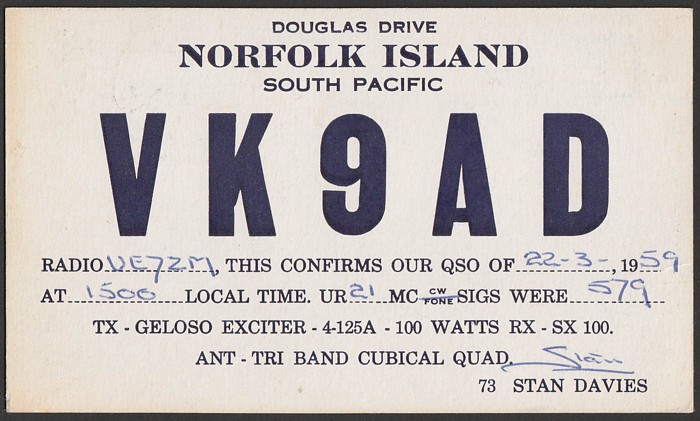 DOUGLAS DRIVE
NORFOLK ISLAND
SOUTH PACIFIC
VK9AD
RADIO VE7ZM, THIS CONFIRMS OUR QSO OF 22-3-, 1959
AT 1500 LOCAL TIME. UR 21 MC CW FONE SIGS WERE 579
TX - GELOSO EXCITER - 4-125A - 100 WATTS RX - SX 100.
ANT - TRI BAND CUBICAL QUAD. Stan
73 STAN DAVIES